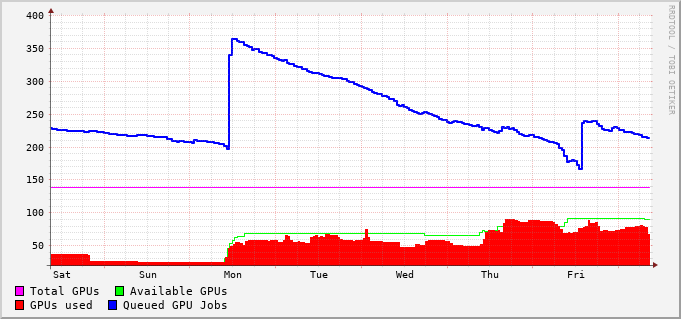 400
350
300
250
200
150
100
50
Sat Sun Mon Tue Wed Thu Fri
Total GPUs Available GPUs
GPUs used Queued GPU Jobs
RRDTOOL / TOBI OETIKER